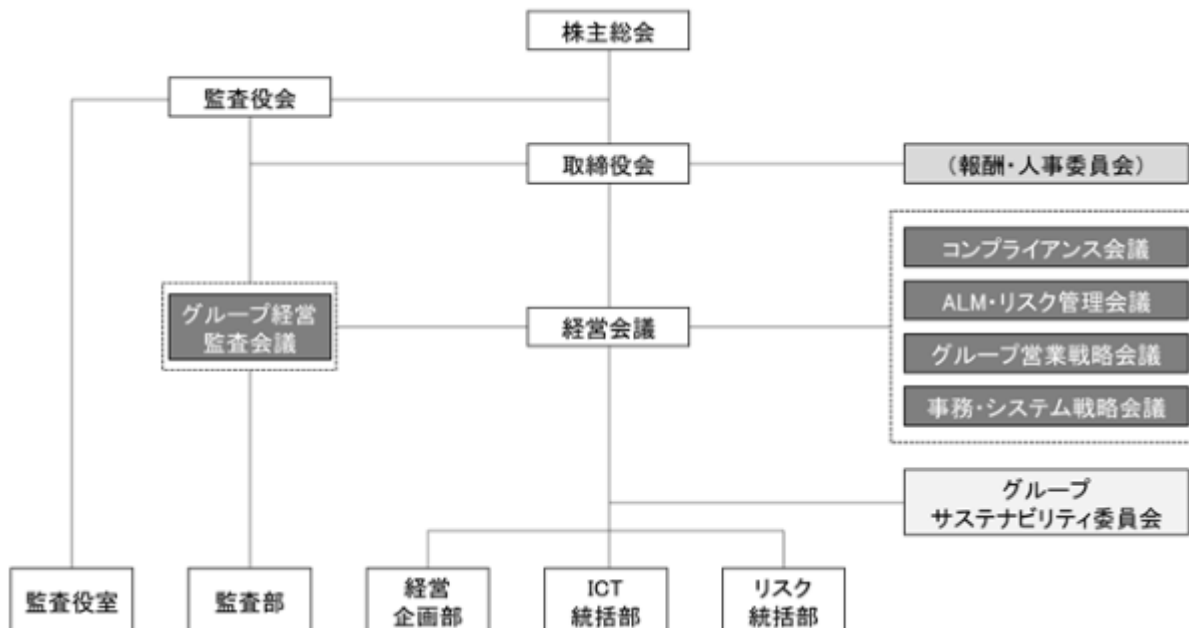 株主総会
監査役会
取締役会
（報酬・人事委員会）
コンプライアンス会議
ALM・リスク管理会議
グループ営業戦略会議
事務・システム戦略会議
グループ経営
監査会議
経営会議
グループ
サステナビリティ委員会
監査役室
監査部
経営
企画部
ICT
統括部
リスク
統括部